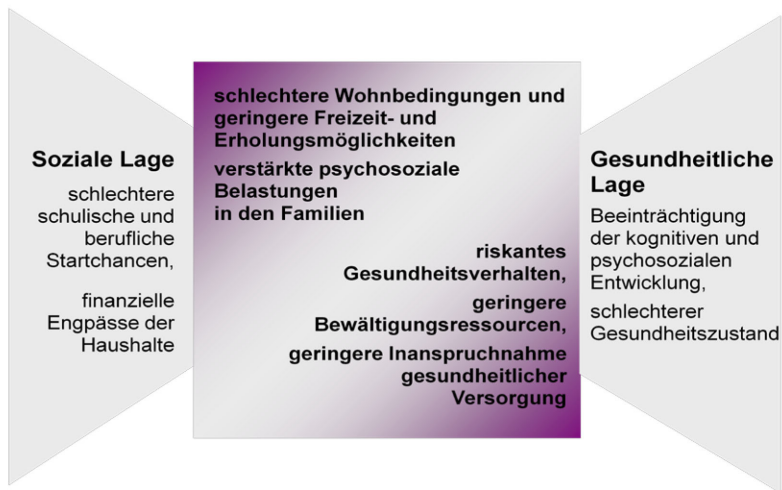 Soziale Lage
schlechtere
schulische und
berufliche
Startchancen,
finanzielle
Engpässe der
Haushalte
schlechtere Wohnbedingungen und
geringere Freizeit- und
Erholungsmöglichkeiten
verstärkte psychosoziale
Belastungen
in den Familien
riskantes
Gesundheitsverhalten,
geringere
Bewältigungsressourcen,
geringere Inanspruchnahme
gesundheitlicher
Versorgung
Gesundheitliche
Lage
Beeinträchtigung
der kognitiven und
psychosozialen
Entwicklung,
schlechterer
Gesundheitszustand